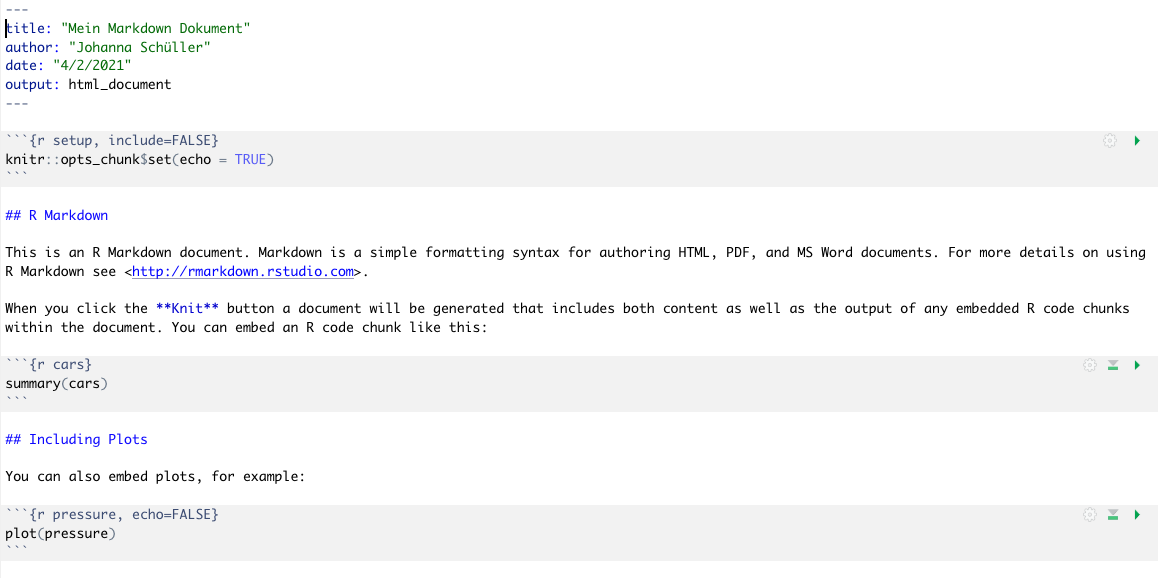 ---
title: "Mein Markdown Dokument"
author: "Johanna Schüller"
date: "4/2/2021"
output: html_document
---
```{r setup, include=FALSE}
knitr::opts_chunk$set(echo = TRUE)
```
## R Markdown
This is an R Markdown document. Markdown is a simple formatting syntax for authoring HTML, PDF, and MS Word documents. For more details on using
R Markdown see <http://rmarkdown.rstudio.com>.
When you click the **Knit** button a document will be generated that includes both content as well as the output of any embedded R code chunks
within the document. You can embed an R code chunk like this:
```{r cars}
summary(cars)
```
## Including Plots
You can also embed plots, for example:
```{r pressure, echo=FALSE}
plot(pressure)
```